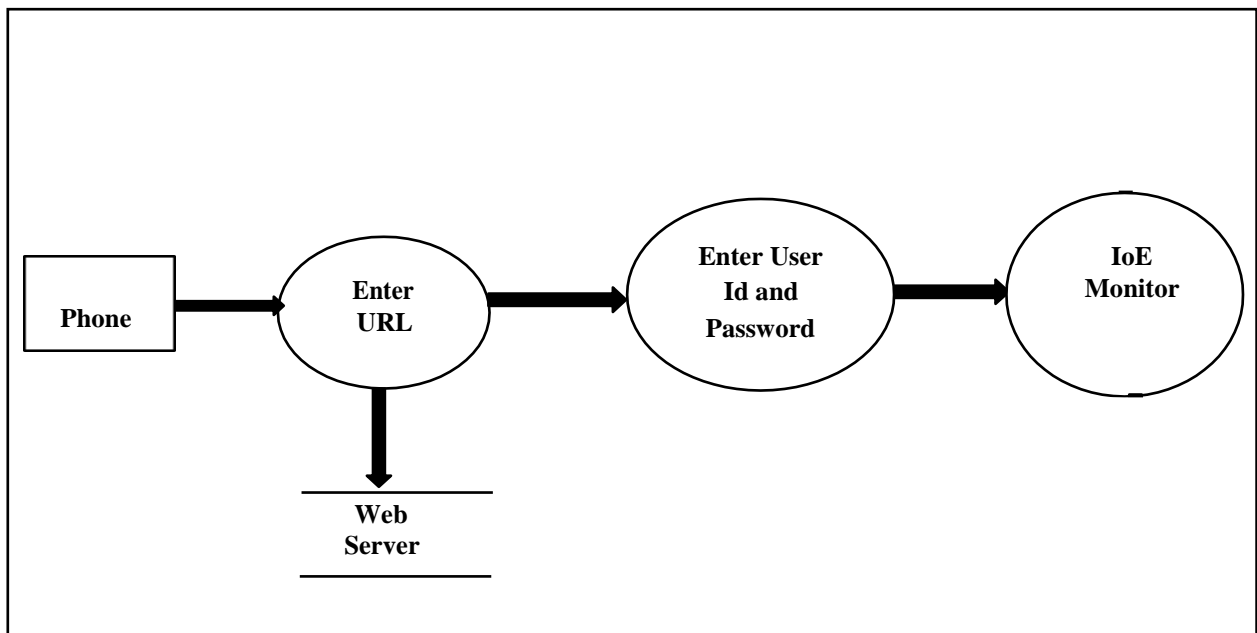 Phone
Enter
URL
Enter User
Id and
Password
IoE
Monitor
Web
Server